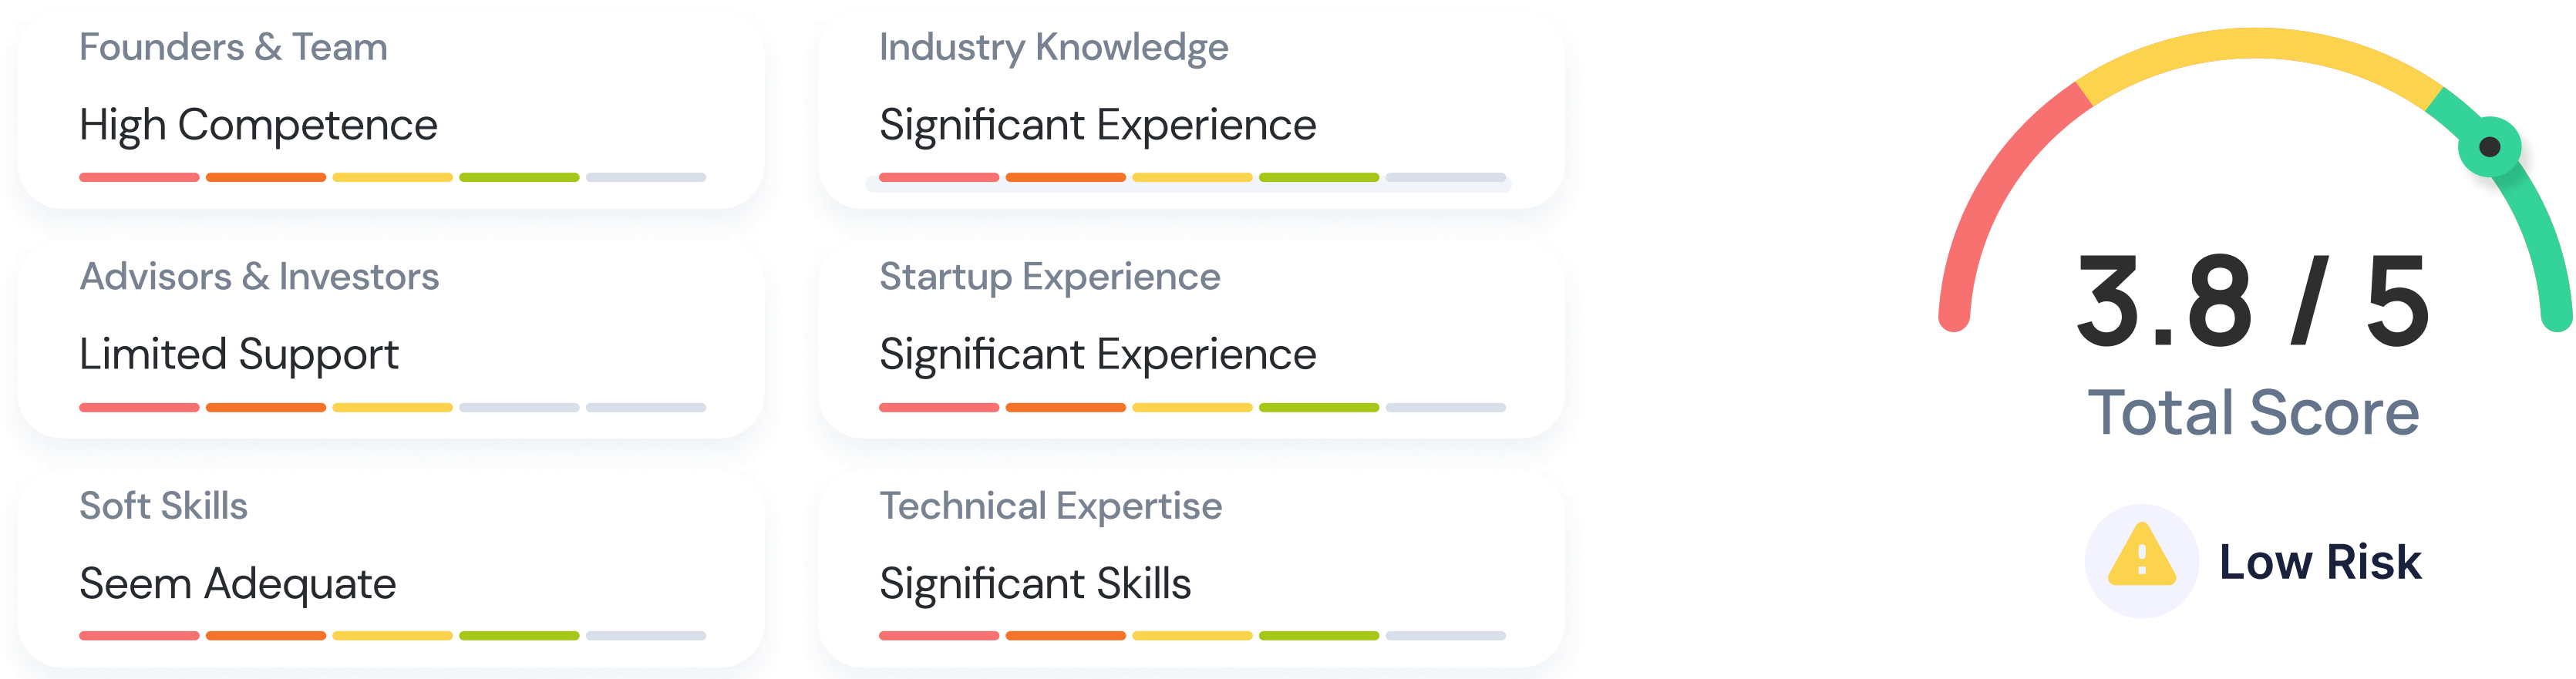 Founders & Team
High Competence
Industry Knowledge
Significant Experience
Advisors & Investors
Limited Support
Startup Experience
Significant Experience
Soft Skills
Seem Adequate
Technical Expertise
Significant Skills
3.8 / 5
Total Score
Low Risk